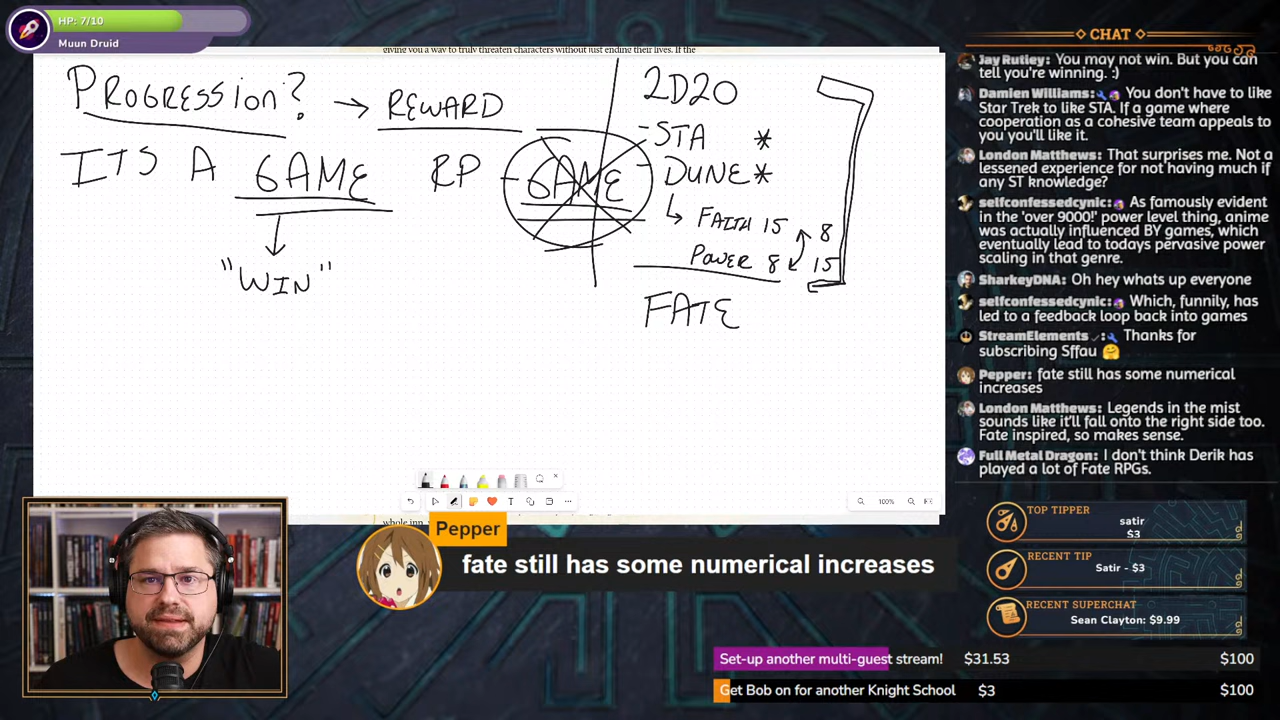 HP: 7/10
Muun Druid
giving you a way to truly threaten characters without just ending their lives. If the
PROGRESSION? → REWARD
ITS A GAME RP - GAME
"WIN"
2D20
- STA *
- DUNE *
FAITH 15 8
POWER 8 15
FATE
100%
whole inn,
CHAT
Jay Rutley: You may not win. But you can
tell you're winning. :)
Damien Williams: You don't have to like
Star Trek to like STA. If a game where
cooperation as a cohesive team appeals to
you you'll like it.
London Matthews: That surprises me. Not a
lessened experience for not having much if
any ST knowledge?
selfconfessedcynic: As famously evident
in the 'over 9000!' power level thing, anime
was actually influenced BY games, which
eventually lead to todays pervasive power
scaling in that genre.
SharkeyDNA: Oh hey whats up everyone
selfconfessedcynic: Which, funnily, has
led to a feedback loop back into games
StreamElements: Thanks for
subscribing Sffau 🤗
Pepper: fate still has some numerical
increases
London Matthews: Legends in the mist
sounds like it'll fall onto the right side too.
Fate inspired, so makes sense.
Full Metal Dragon: I don't think Derik has
played a lot of Fate RPGs.
Pepper
fate still has some numerical increases
TOP TIPPER
satir
$3
RECENT TIP
Satir - $3
RECENT SUPERCHAT
Sean Clayton: $9.99
Set-up another multi-guest stream! $31.53 $100
Get Bob on for another Knight School $3 $100